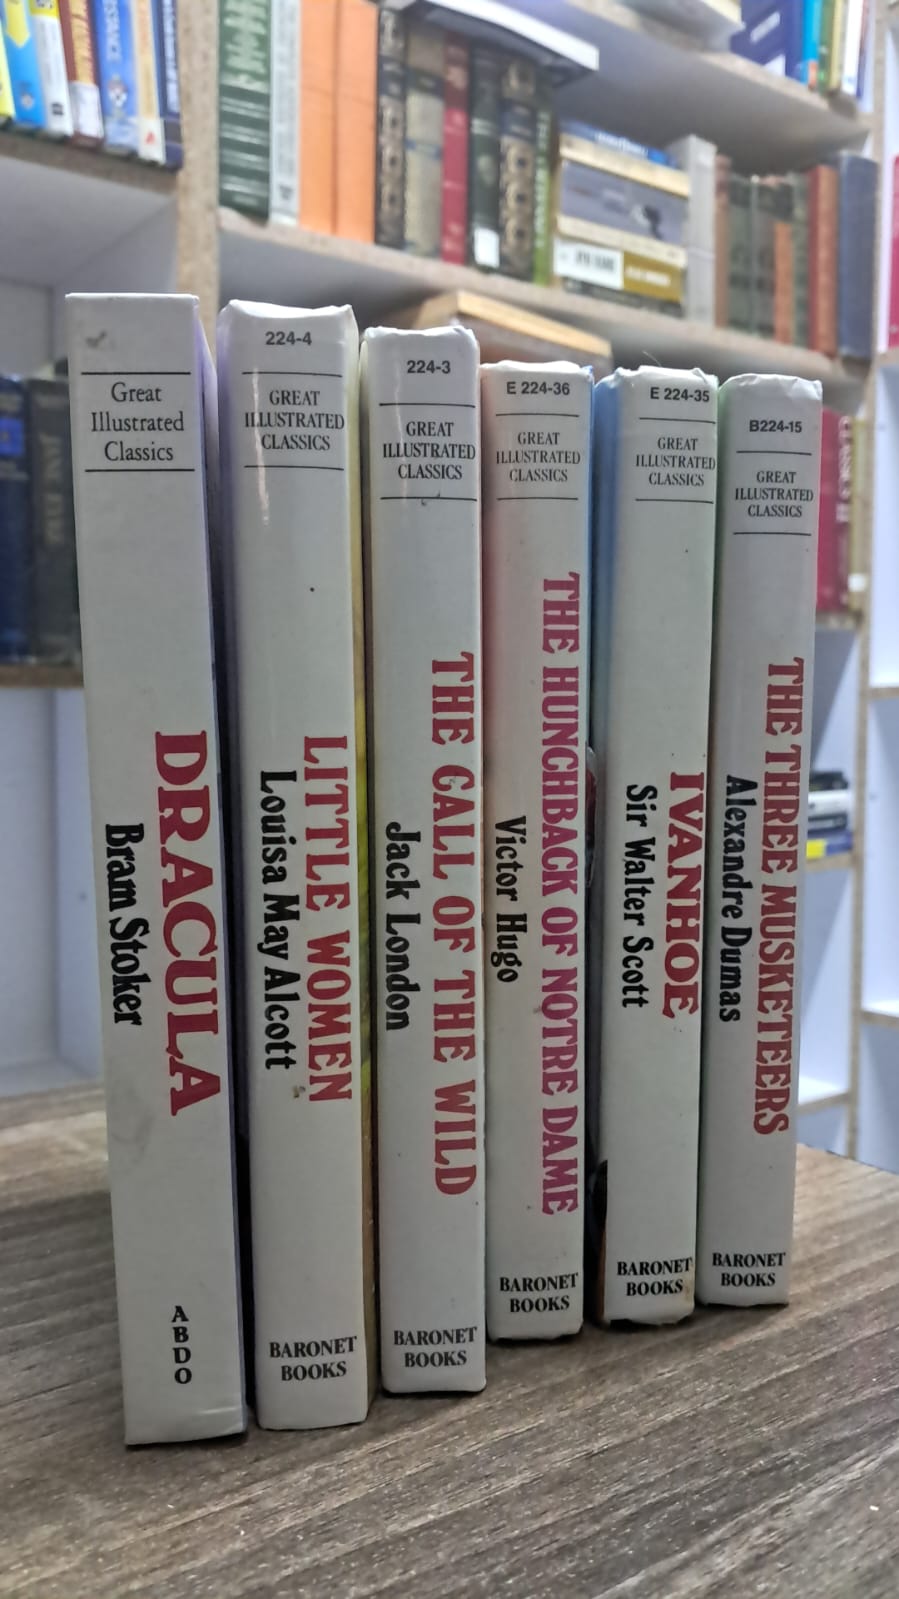 Great
Illustrated
Classics
DRACULA
Bram Stoker
ABDO
224-4
GREAT
ILLUSTRATED
CLASSICS
LITTLE WOMEN
Louisa May Alcott
BARONET
BOOKS
224-3
GREAT
ILLUSTRATED
CLASSICS
THE CALL OF THE WILD
Jack London
BARONET
BOOKS
E 224-36
GREAT
ILLUSTRATED
CLASSICS
THE HUNCHBACK OF NOTRE DAME
Victor Hugo
BARONET
BOOKS
E 224-35
GREAT
ILLUSTRATED
CLASSICS
IVANHOE
Sir Walter Scott
BARONET
BOOKS
B224-15
GREAT
ILLUSTRATED
CLASSICS
THE THREE MUSKETEERS
Alexandre Dumas
BARONET
BOOKS